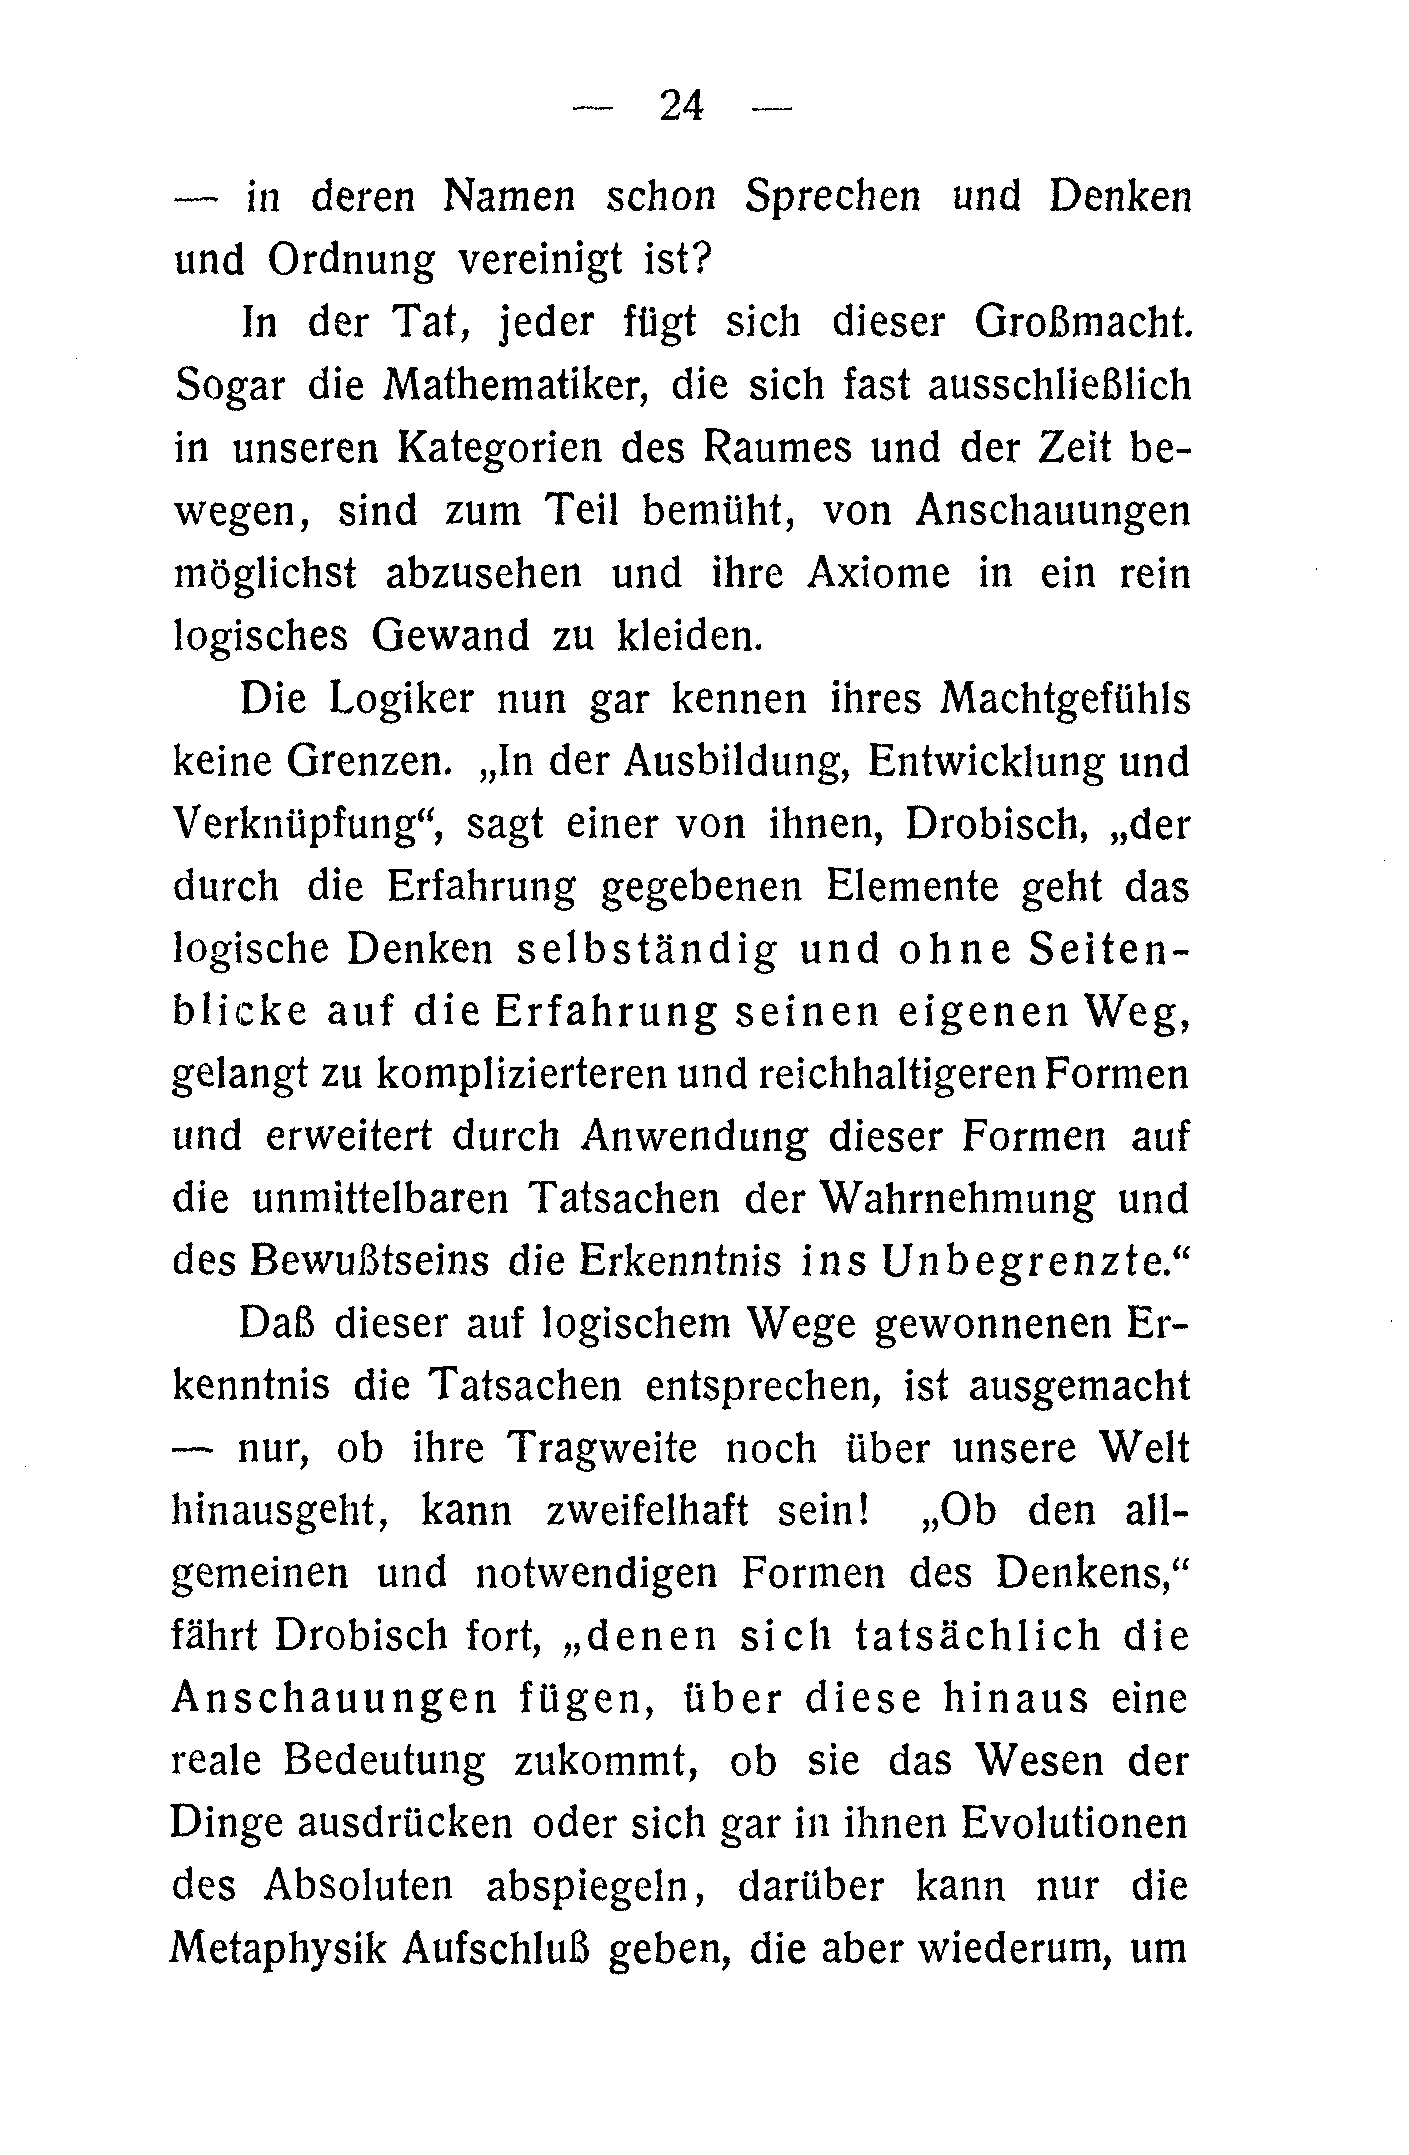 — 24 —
— in deren Namen schon Sprechen und Denken
und Ordnung vereinigt ist?
In der Tat, jeder fügt sich dieser Großmacht.
Sogar die Mathematiker, die sich fast ausschließlich
in unseren Kategorien des Raumes und der Zeit be-
wegen, sind zum Teil bemüht, von Anschauungen
möglichst abzusehen und ihre Axiome in ein rein
logisches Gewand zu kleiden.
Die Logiker nun gar kennen ihres Machtgefühls
keine Grenzen. „In der Ausbildung, Entwicklung und
Verknüpfung“, sagt einer von ihnen, Drobisch, „der
durch die Erfahrung gegebenen Elemente geht das
logische Denken selbständig und ohne Seiten-
blicke auf die Erfahrung seinen eigenen Weg,
gelangt zu komplizierteren und reichhaltigeren Formen
und erweitert durch Anwendung dieser Formen auf
die unmittelbaren Tatsachen der Wahrnehmung und
des Bewußtseins die Erkenntnis ins Unbegrenzte.“
Daß dieser auf logischem Wege gewonnenen Er-
kenntnis die Tatsachen entsprechen, ist ausgemacht
— nur, ob ihre Tragweite noch über unsere Welt
hinausgeht, kann zweifelhaft sein! „Ob den all-
gemeinen und notwendigen Formen des Denkens,“
fährt Drobisch fort, „denen sich tatsächlich die
Anschauungen fügen, über diese hinaus eine
reale Bedeutung zukommt, ob sie das Wesen der
Dinge ausdrücken oder sich gar in ihnen Evolutionen
des Absoluten abspiegeln, darüber kann nur die
Metaphysik Aufschluß geben, die aber wiederum, um